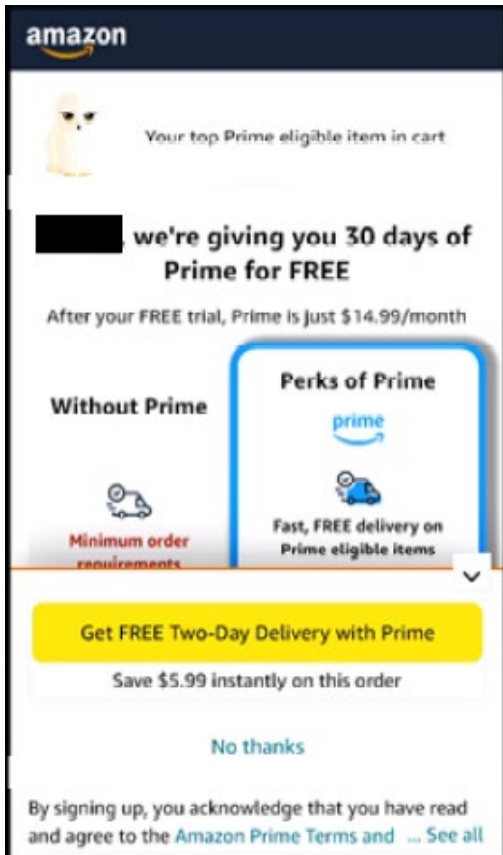 amazon
Your top Prime eligible item in cart
, we're giving you 30 days of
Prime for FREE
After your FREE trial, Prime is just $14.99/month
Without Prime
Minimum order
requirements
Perks of Prime
prime
Fast, FREE delivery on
Prime eligible items
Get FREE Two-Day Delivery with Prime
Save $5.99 instantly on this order
No thanks
By signing up, you acknowledge that you have read
and agree to the Amazon Prime Terms and ... See all